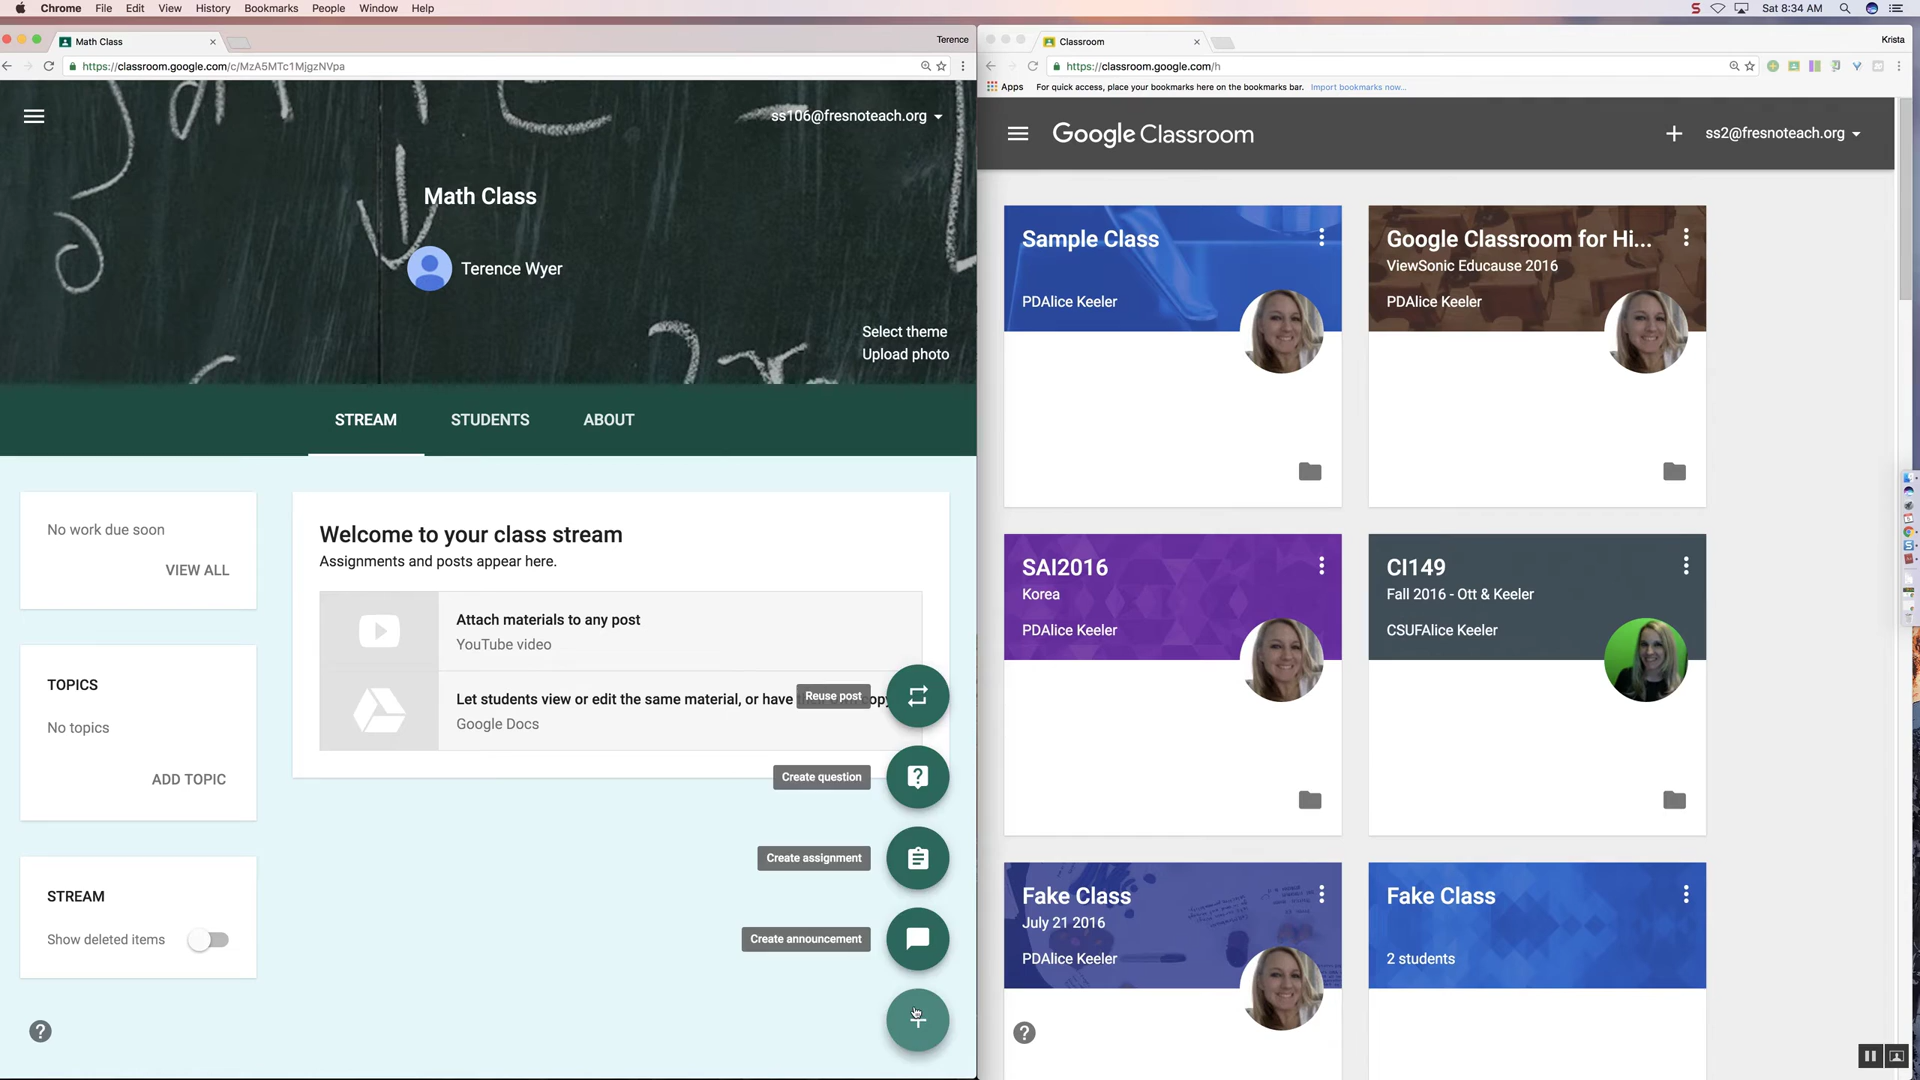 Chrome File Edit View History Bookmarks People Window Help
Sat 8:34 AM
Math Class
Terence
https://classroom.google.com/c/MzA5MTc1MjgzNVpa
ss106@fresnoteach.org
Math Class
Terence Wyer
Select theme
Upload photo
STREAM STUDENTS ABOUT
No work due soon
VIEW ALL
TOPICS
No topics
ADD TOPIC
STREAM
Show deleted items
Welcome to your class stream
Assignments and posts appear here.
Attach materials to any post
YouTube video
Let students view or edit the same material, or have their own copy
Google Docs
Reuse post
Create question
Create assignment
Create announcement
Classroom
Krista
https://classroom.google.com/h
Apps For quick access, place your bookmarks here on the bookmarks bar. Import bookmarks now...
Google Classroom
ss2@fresnoteach.org
Sample Class
PDAlice Keeler
Google Classroom for Hi...
ViewSonic Educause 2016
PDAlice Keeler
SAI2016
Korea
PDAlice Keeler
CI149
Fall 2016 - Ott & Keeler
CSUFAlice Keeler
Fake Class
July 21 2016
PDAlice Keeler
Fake Class
2 students